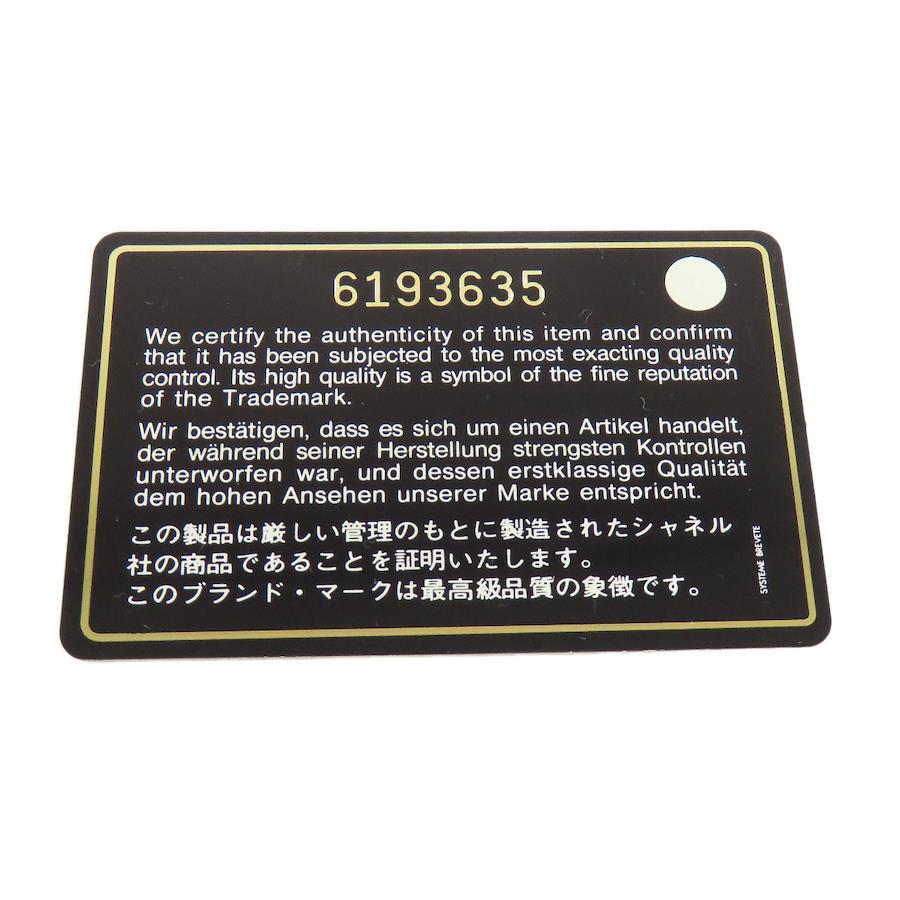 6193635
We certify the authenticity of this item and confirm
that it has been subjected to the most exacting quality
control. Its high quality is a symbol of the fine reputation
of the Trademark.
Wir bestätigen, dass es sich um einen Artikel handelt,
der während seiner Herstellung strengsten Kontrollen
unterworfen war, und dessen erstklassige Qualität
dem hohen Ansehen unserer Marke entspricht.
この製品は厳しい管理のもとに製造されたシャネル
社の商品であることを証明いたします。
このブランド・マークは最高級品質の象徴です。
SYSTEME BREVETE